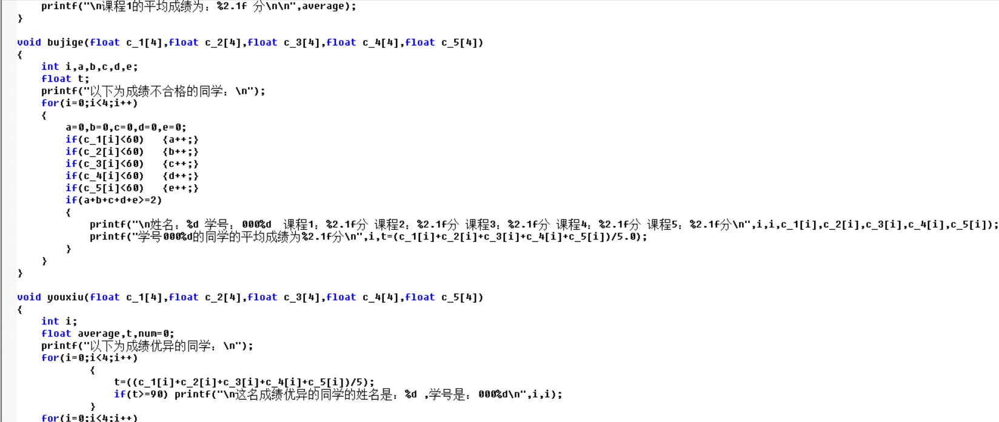 printf("\n课程1的平均成绩为：%2.1f 分\n\n",average);
}
void bujige(float c_1[4],float c_2[4],float c_3[4],float c_4[4],float c_5[4])
{
int i,a,b,c,d,e;
float t;
printf("以下为成绩不合格的同学：\n");
for(i=0;i<4;i++)
{
a=0,b=0,c=0,d=0,e=0;
if(c_1[i]<60) {a++;}
if(c_2[i]<60) {b++;}
if(c_3[i]<60) {c++;}
if(c_4[i]<60) {d++;}
if(c_5[i]<60) {e++;}
if(a+b+c+d+e>=2)
{
printf("\n姓名：%d 学号：000%d 课程1：%2.1f分 课程2：%2.1f分 课程3：%2.1f分 课程4：%2.1f分 课程5：%2.1f分\n",i,i,c_1[i],c_2[i],c_3[i],c_4[i],c_5[i]);
printf("学号000%d的同学的平均成绩为%2.1f分\n",i,t=(c_1[i]+c_2[i]+c_3[i]+c_4[i]+c_5[i])/5.0);
}
}
}
void youxiu(float c_1[4],float c_2[4],float c_3[4],float c_4[4],float c_5[4])
{
int i;
float average,t,num=0;
printf("以下为成绩优异的同学：\n");
for(i=0;i<4;i++)
{
t=((c_1[i]+c_2[i]+c_3[i]+c_4[i]+c_5[i])/5);
if(t>=90) printf("\n这名成绩优异的同学的姓名是：%d ,学号是：000%d\n",i,i);
}
for(i=0;i<4;i++)